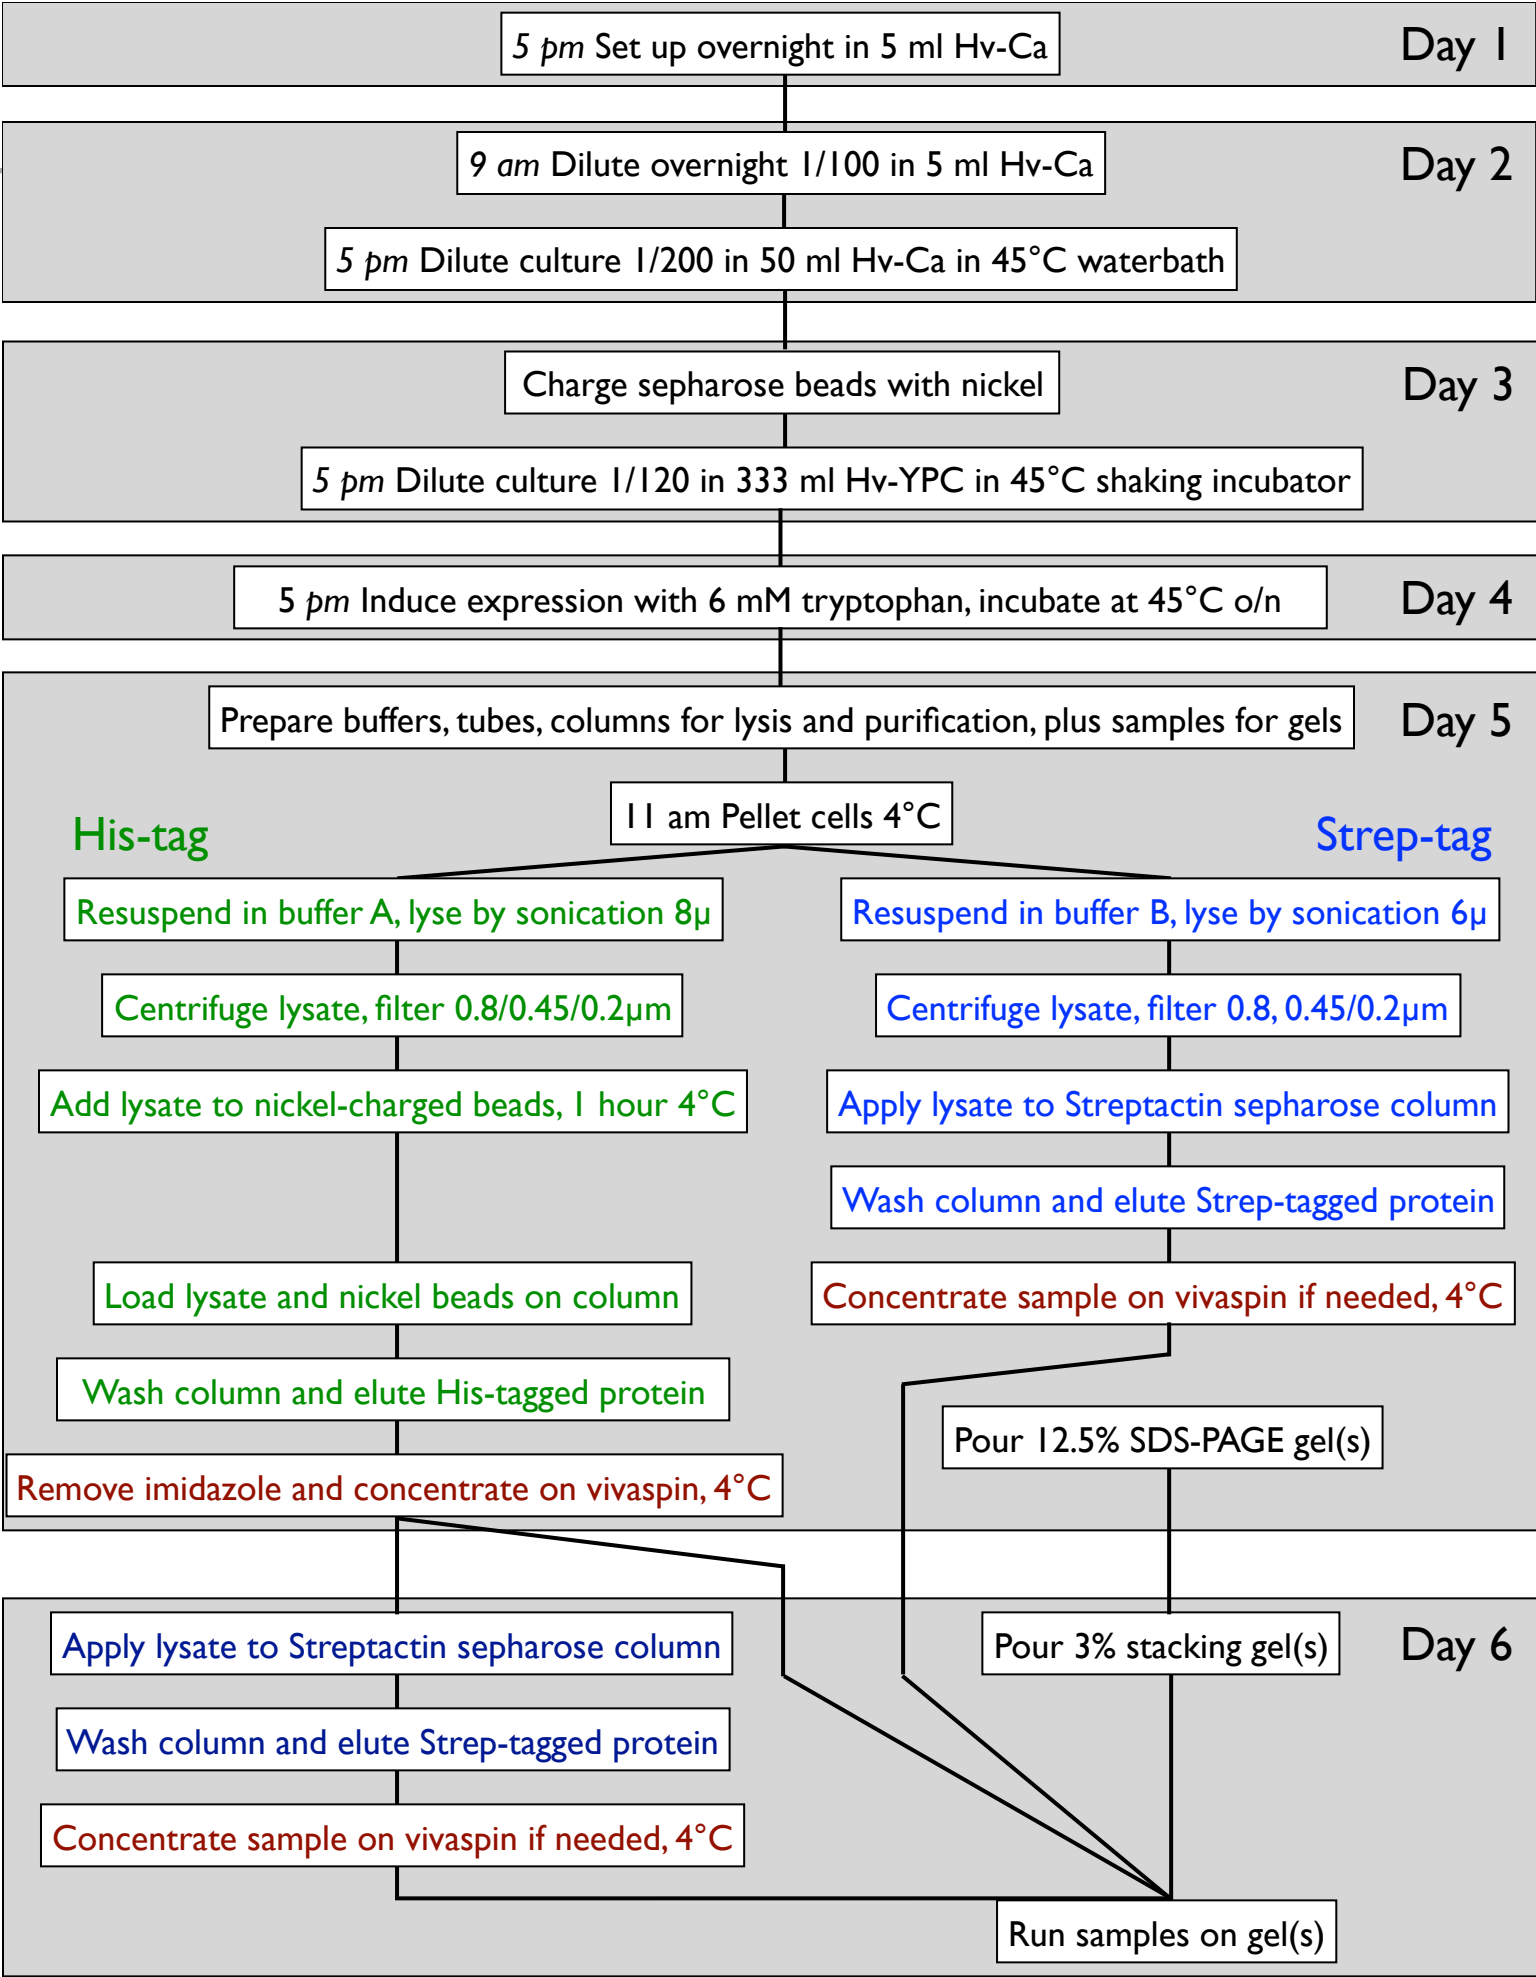 5 pm Set up overnight in 5 ml Hv-Ca
Day 1
9 am Dilute overnight 1/100 in 5 ml Hv-Ca
Day 2
5 pm Dilute culture 1/200 in 50 ml Hv-Ca in 45°C waterbath
Charge sepharose beads with nickel
Day 3
5 pm Dilute culture 1/120 in 333 ml Hv-YPC in 45°C shaking incubator
5 pm Induce expression with 6 mM tryptophan, incubate at 45°C o/n
Day 4
Prepare buffers, tubes, columns for lysis and purification, plus samples for gels
Day 5
11 am Pellet cells 4°C
His-tag
Resuspend in buffer A, lyse by sonication 8µ
Centrifuge lysate, filter 0.8/0.45/0.2µm
Add lysate to nickel-charged beads, 1 hour 4°C
Load lysate and nickel beads on column
Wash column and elute His-tagged protein
Remove imidazole and concentrate on vivaspin, 4°C
Strep-tag
Resuspend in buffer B, lyse by sonication 6µ
Centrifuge lysate, filter 0.8, 0.45/0.2µm
Apply lysate to Streptactin sepharose column
Wash column and elute Strep-tagged protein
Concentrate sample on vivaspin if needed, 4°C
Pour 12.5% SDS-PAGE gel(s)
Apply lysate to Streptactin sepharose column
Wash column and elute Strep-tagged protein
Concentrate sample on vivaspin if needed, 4°C
Pour 3% stacking gel(s)
Day 6
Run samples on gel(s)